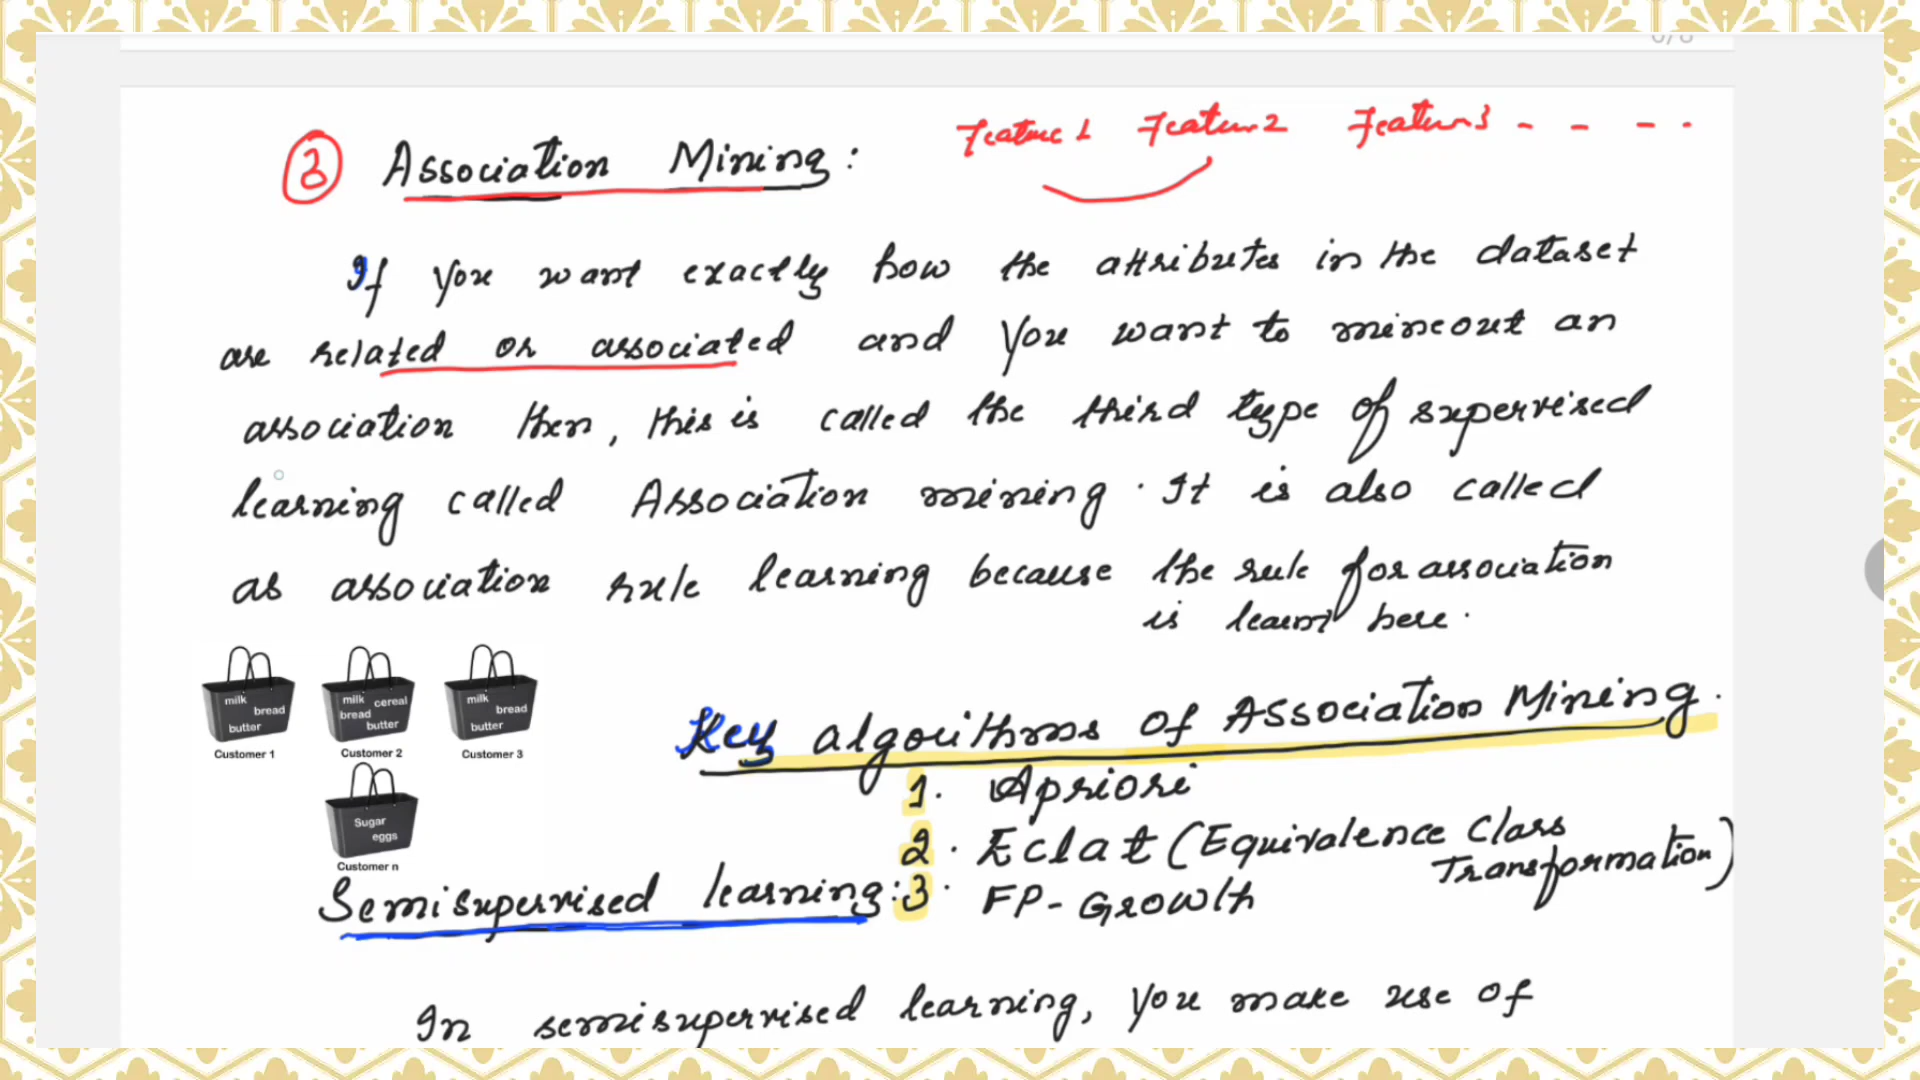 Feature 1 Feature 2 Feature 3 - - - -
3 Association Mining:
If you want exactly how the attributes in the dataset
are related or associated and you want to mineout an
association then, this is called the third type of supervised
learning called Association mining. It is also called
as association rule learning because the rule for association
is learnt here.
milk bread butter
Customer 1
milk cereal bread butter
Customer 2
milk bread butter
Customer 3
Sugar eggs
Customer n
Key algorithms of Association Mining.
1. Apriori
2. Eclat (Equivalence Class
Transformation)
3. FP-Growth
Semisupervised learning:
In semisupervised learning, you make use of